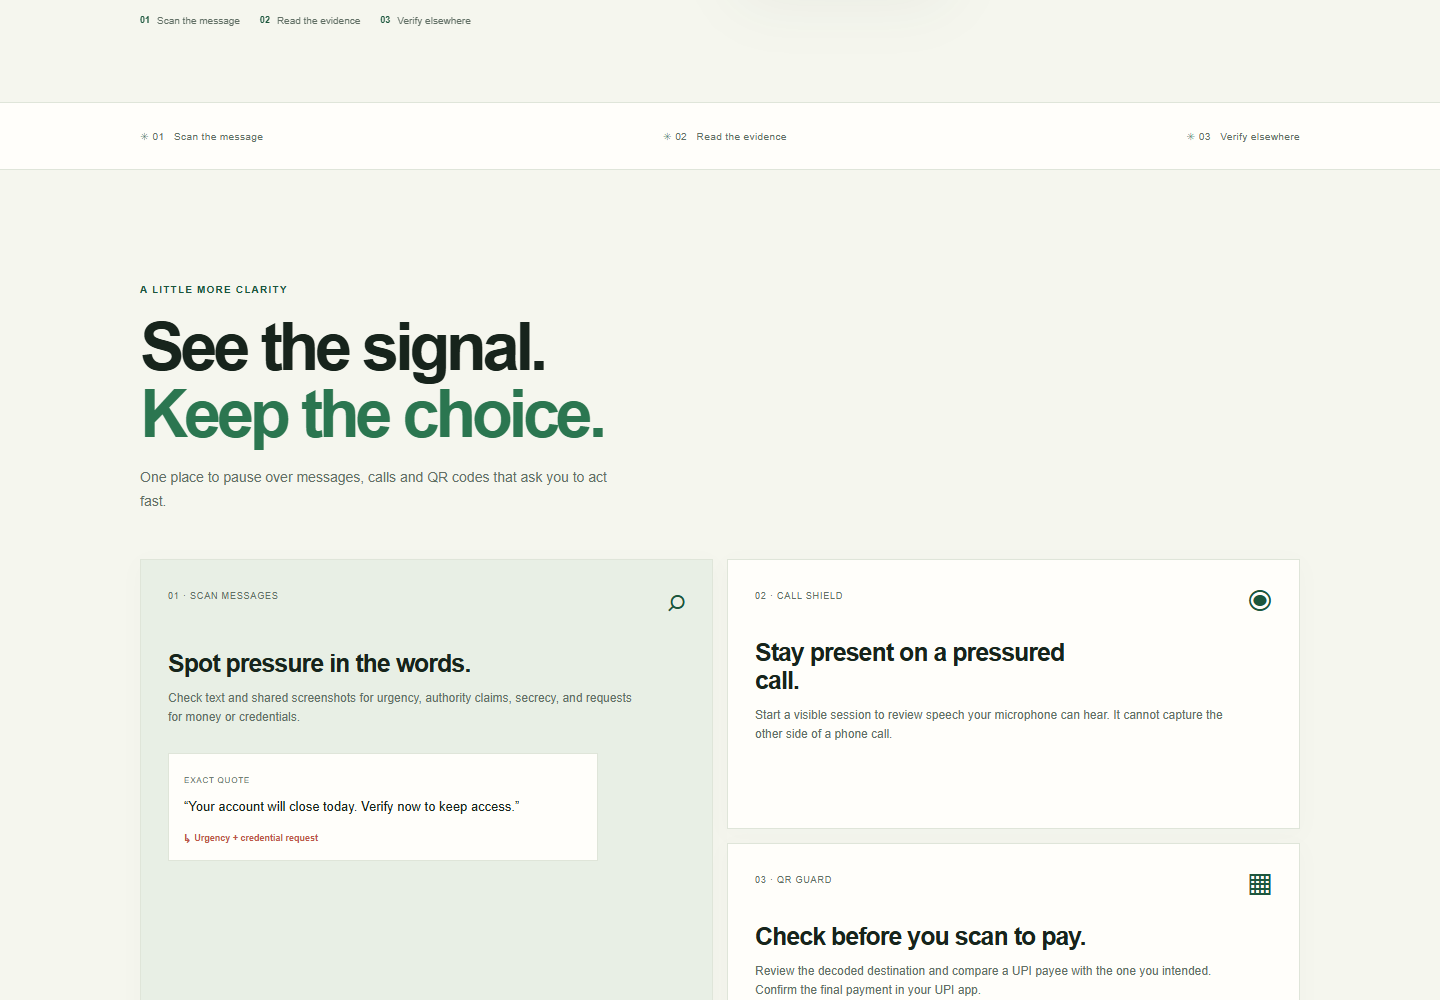 01 Scan the message 02 Read the evidence 03 Verify elsewhere
✳ 01 Scan the message ✳ 02 Read the evidence ✳ 03 Verify elsewhere
A LITTLE MORE CLARITY
See the signal.
Keep the choice.
One place to pause over messages, calls and QR codes that ask you to act
fast.
01 · SCAN MESSAGES
Spot pressure in the words.
Check text and shared screenshots for urgency, authority claims, secrecy, and requests
for money or credentials.
EXACT QUOTE
“Your account will close today. Verify now to keep access.”
↳ Urgency + credential request
02 · CALL SHIELD
Stay present on a pressured
call.
Start a visible session to review speech your microphone can hear. It cannot capture the
other side of a phone call.
03 · QR GUARD
Check before you scan to pay.
Review the decoded destination and compare a UPI payee with the one you intended.
Confirm the final payment in your UPI app.